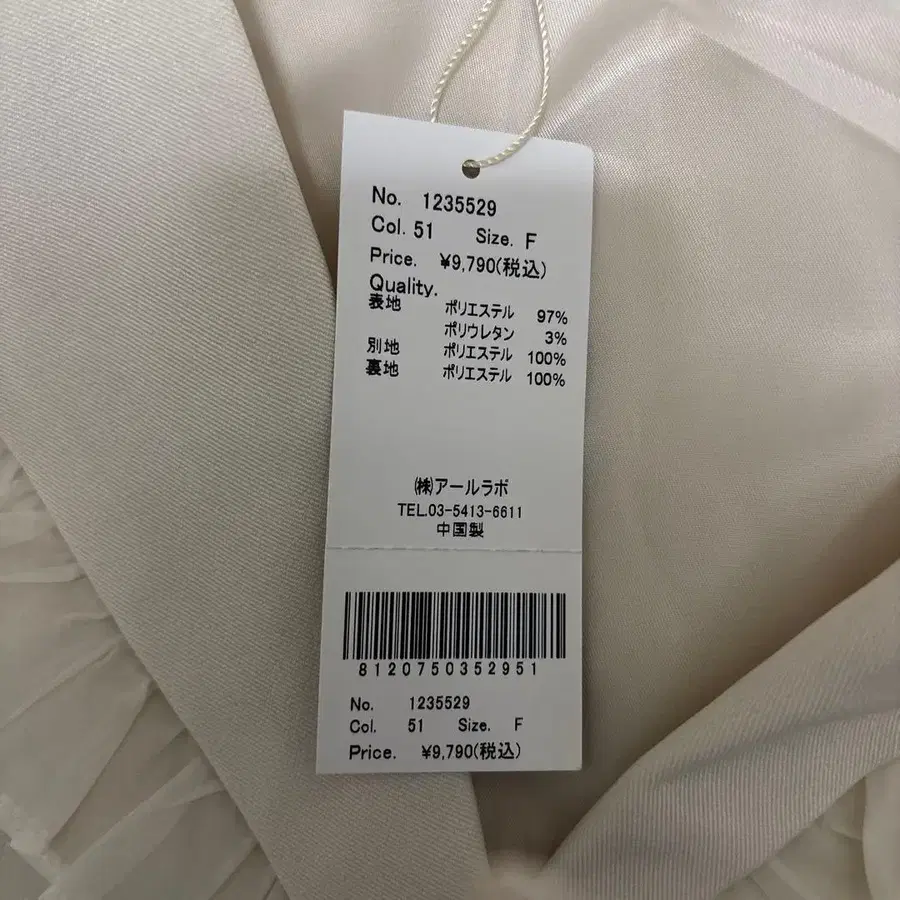 No. 1235529
Col. 51 Size. F
Price. ¥9,790(税込)
Quality.
表地 ポリエステル 97%
ポリウレタン 3%
別地 ポリエステル 100%
裏地 ポリエステル 100%
㈱アールラボ
TEL.03-5413-6611
中国製
8120750352951
No. 1235529
Col. 51 Size. F
Price. ¥9,790(税込)